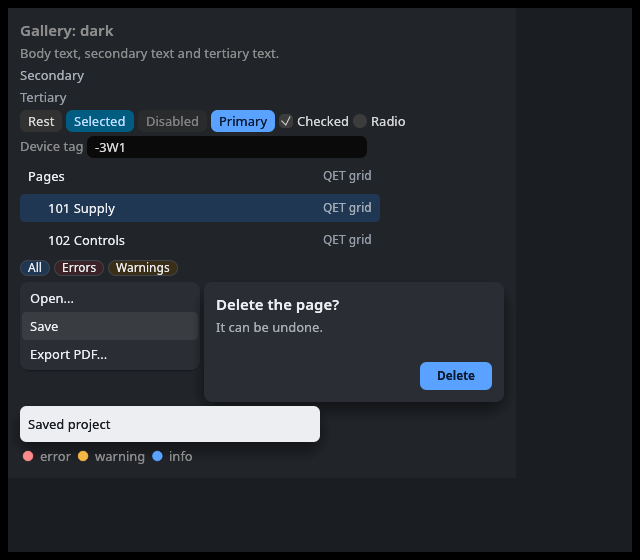 Gallery: dark
Body text, secondary text and tertiary text.
Secondary
Tertiary
Rest Selected Disabled Primary Checked Radio
Device tag -3W1
Pages QET grid
101 Supply QET grid
102 Controls QET grid
All Errors Warnings
Open...
Save
Export PDF...
Delete the page?
It can be undone.
Delete
Saved project
error warning info